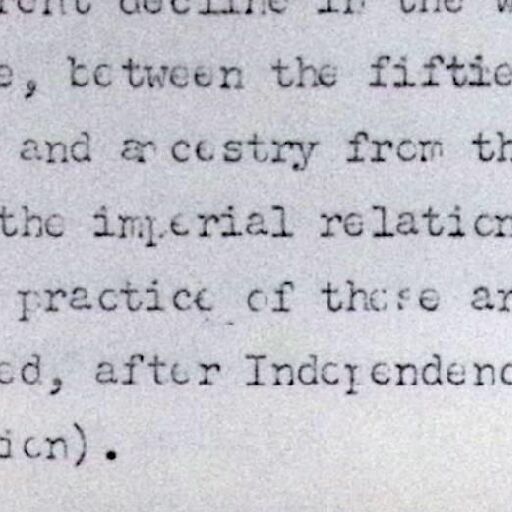 decline in the
, between the fiftie
and ancestry from th
the imperial relation
practice of these ar
ed, after Independenc
ion).